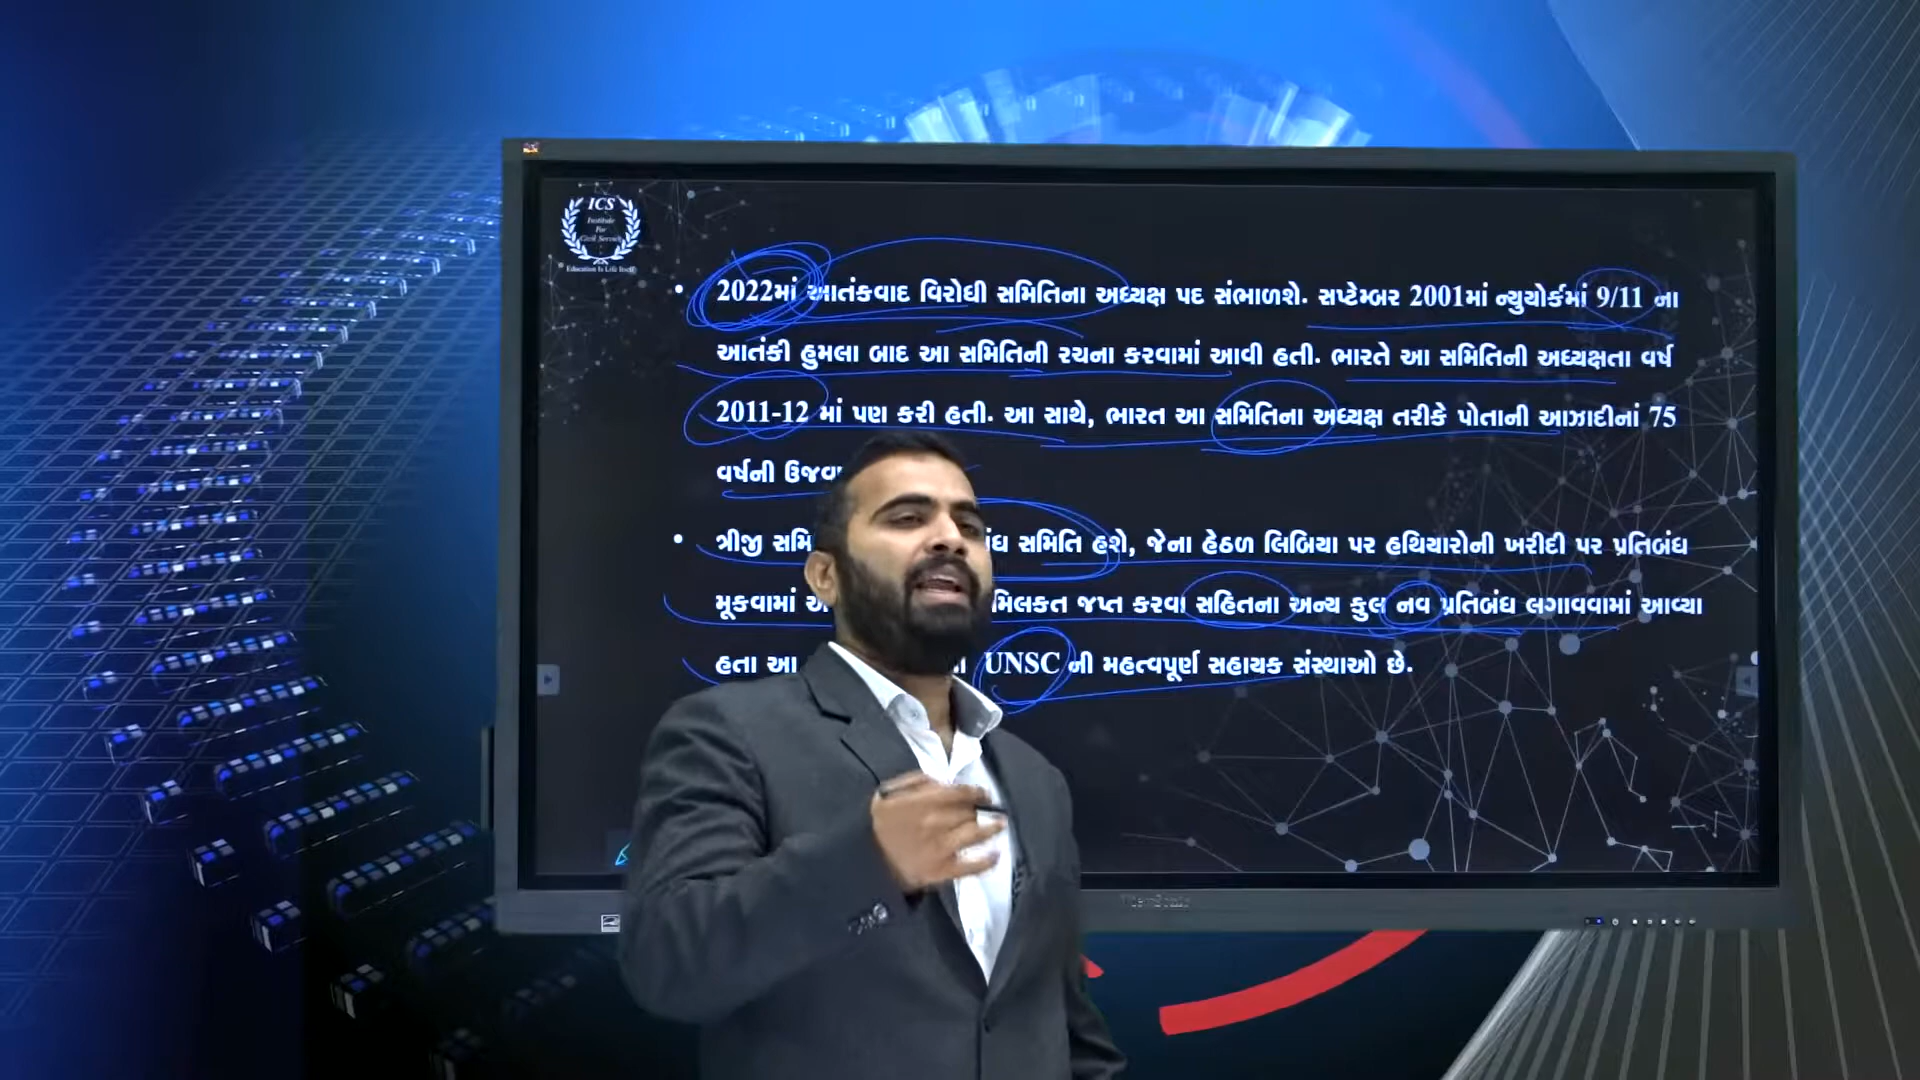 ICS
Institute
For
Civil Services
Education Is Life Itself
• 2022માં આતંકવાદ વિરોધી સમિતિના અધ્યક્ષ પદ સંભાળશે. સપ્ટેમ્બર 2001માં ન્યુયોર્કમાં 9/11 ના
આતંકી હુમલા બાદ આ સમિતિની રચના કરવામાં આવી હતી. ભારતે આ સમિતિની અધ્યક્ષતા વર્ષ
2011-12 માં પણ કરી હતી. આ સાથે, ભારત આ સમિતિના અધ્યક્ષ તરીકે પોતાની આઝાદીનાં 75
વર્ષની
• ત્રીજી સમિતિ હશે, જેના હેઠળ લિબિયા પર હથિયારોની ખરીદી પર પ્રતિબંધ
મૂકવામાં મિલકત જપ્ત કરવા સહિતના અન્ય કુલ નવ પ્રતિબંધ લગાવવામાં આવ્યા
હતા આ UNSC ની મહત્વપૂર્ણ સહાયક સંસ્થાઓ છે.
ViewSonic